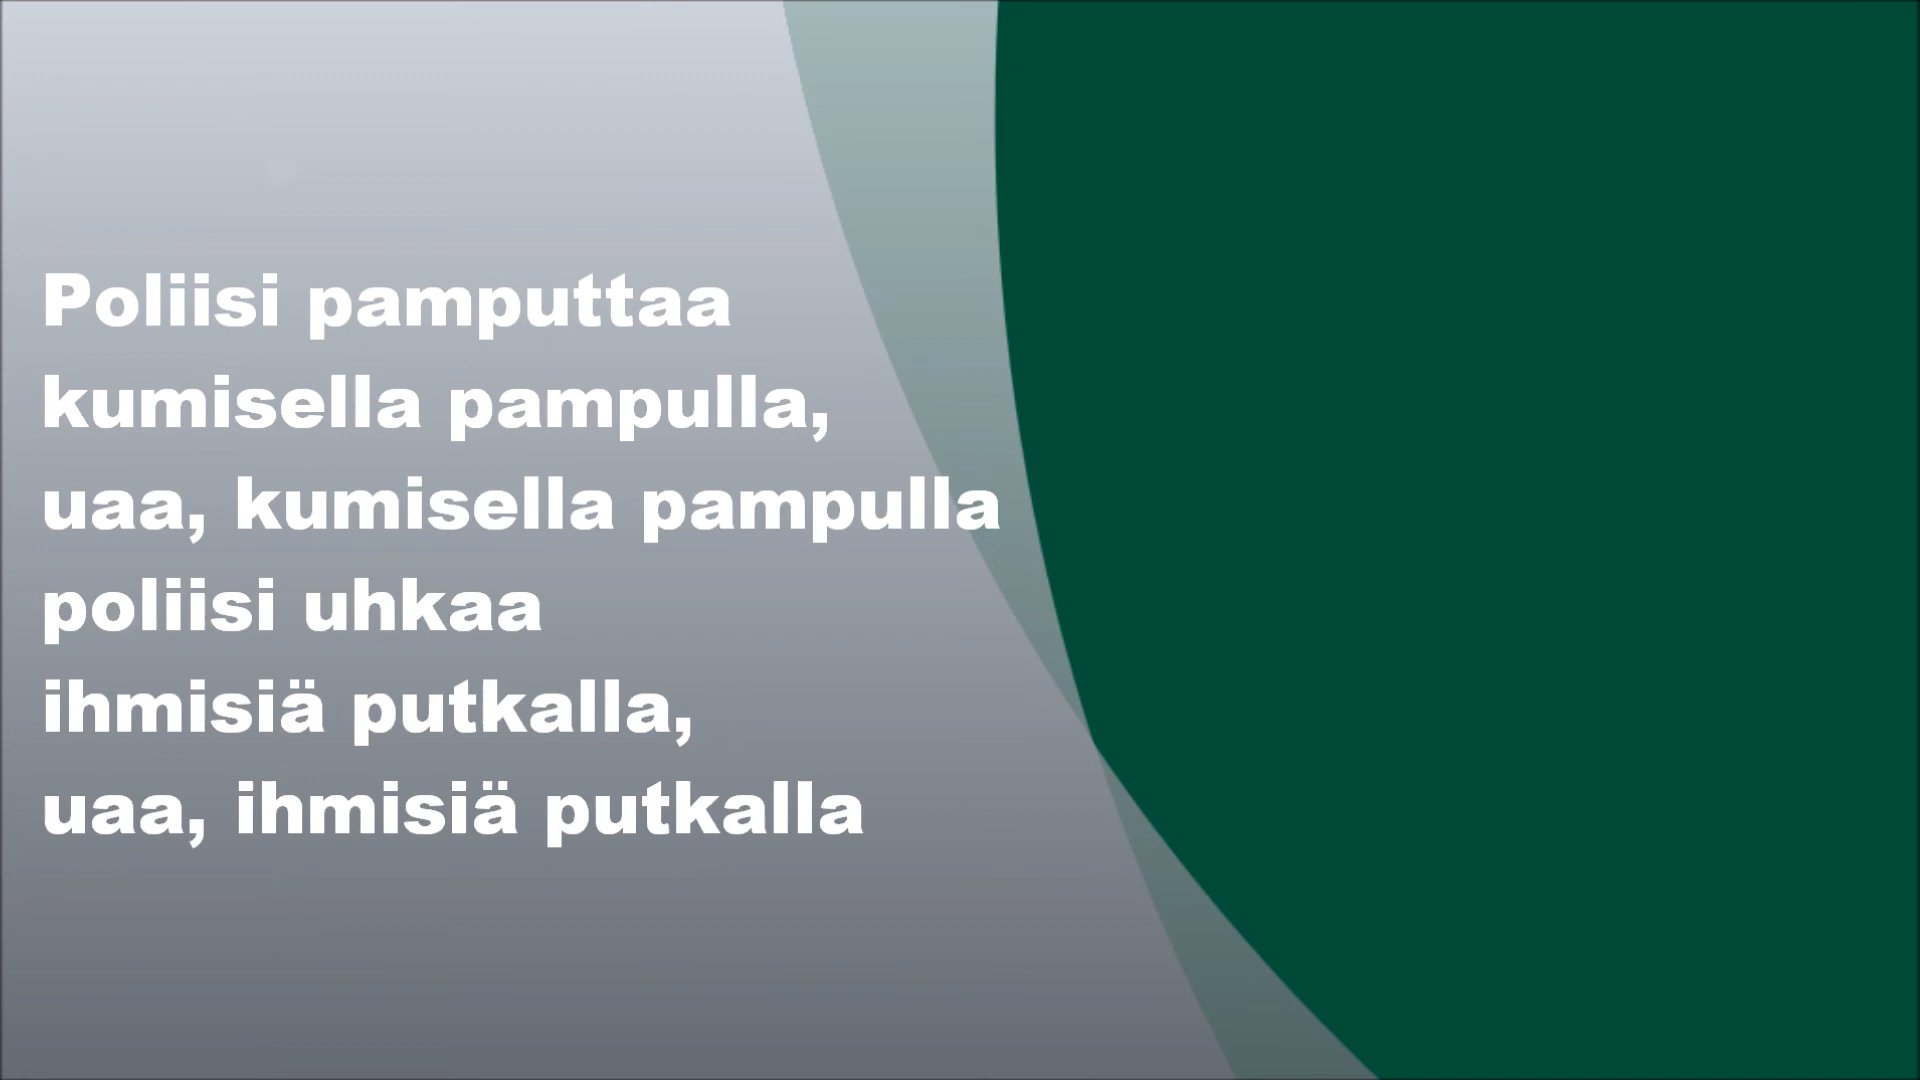 Poliisi pamputtaa
kumisella pampulla,
uaa, kumisella pampulla
poliisi uhkaa
ihmisiä putkalla,
uaa, ihmisiä putkalla